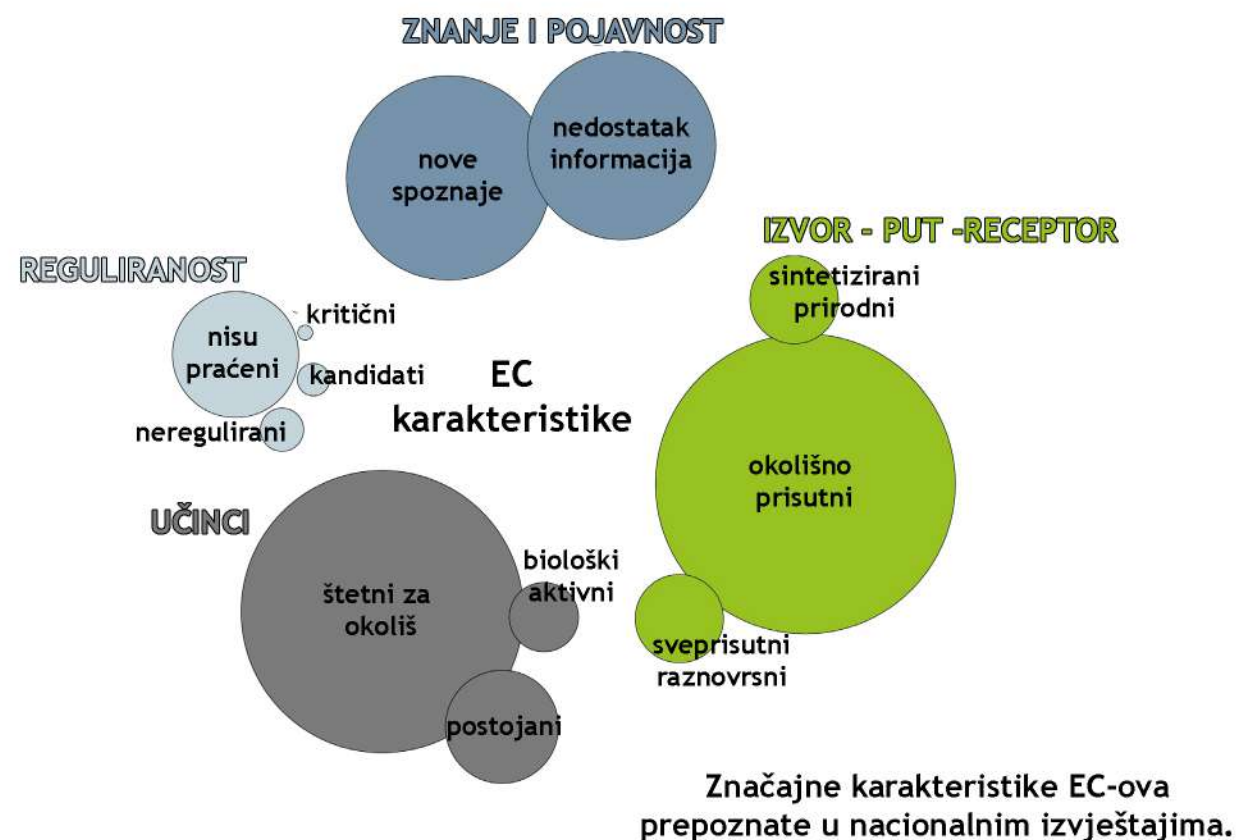 ZNANJE I POJAVNOST
nove
spoznaje
nedostatak
informacija
REGULIRANOST
nisu
praćeni
kritični
kandidati
neregulirani
EC
karakteristike
IZVOR - PUT -RECEPTOR
sintetizirani
prirodni
okolišno
prisutni
sveprisutni
raznovrsni
UČINCI
štetni za
okoliš
biološki
aktivni
postojani
Značajne karakteristike EC-ova
prepoznate u nacionalnim izvještajima.